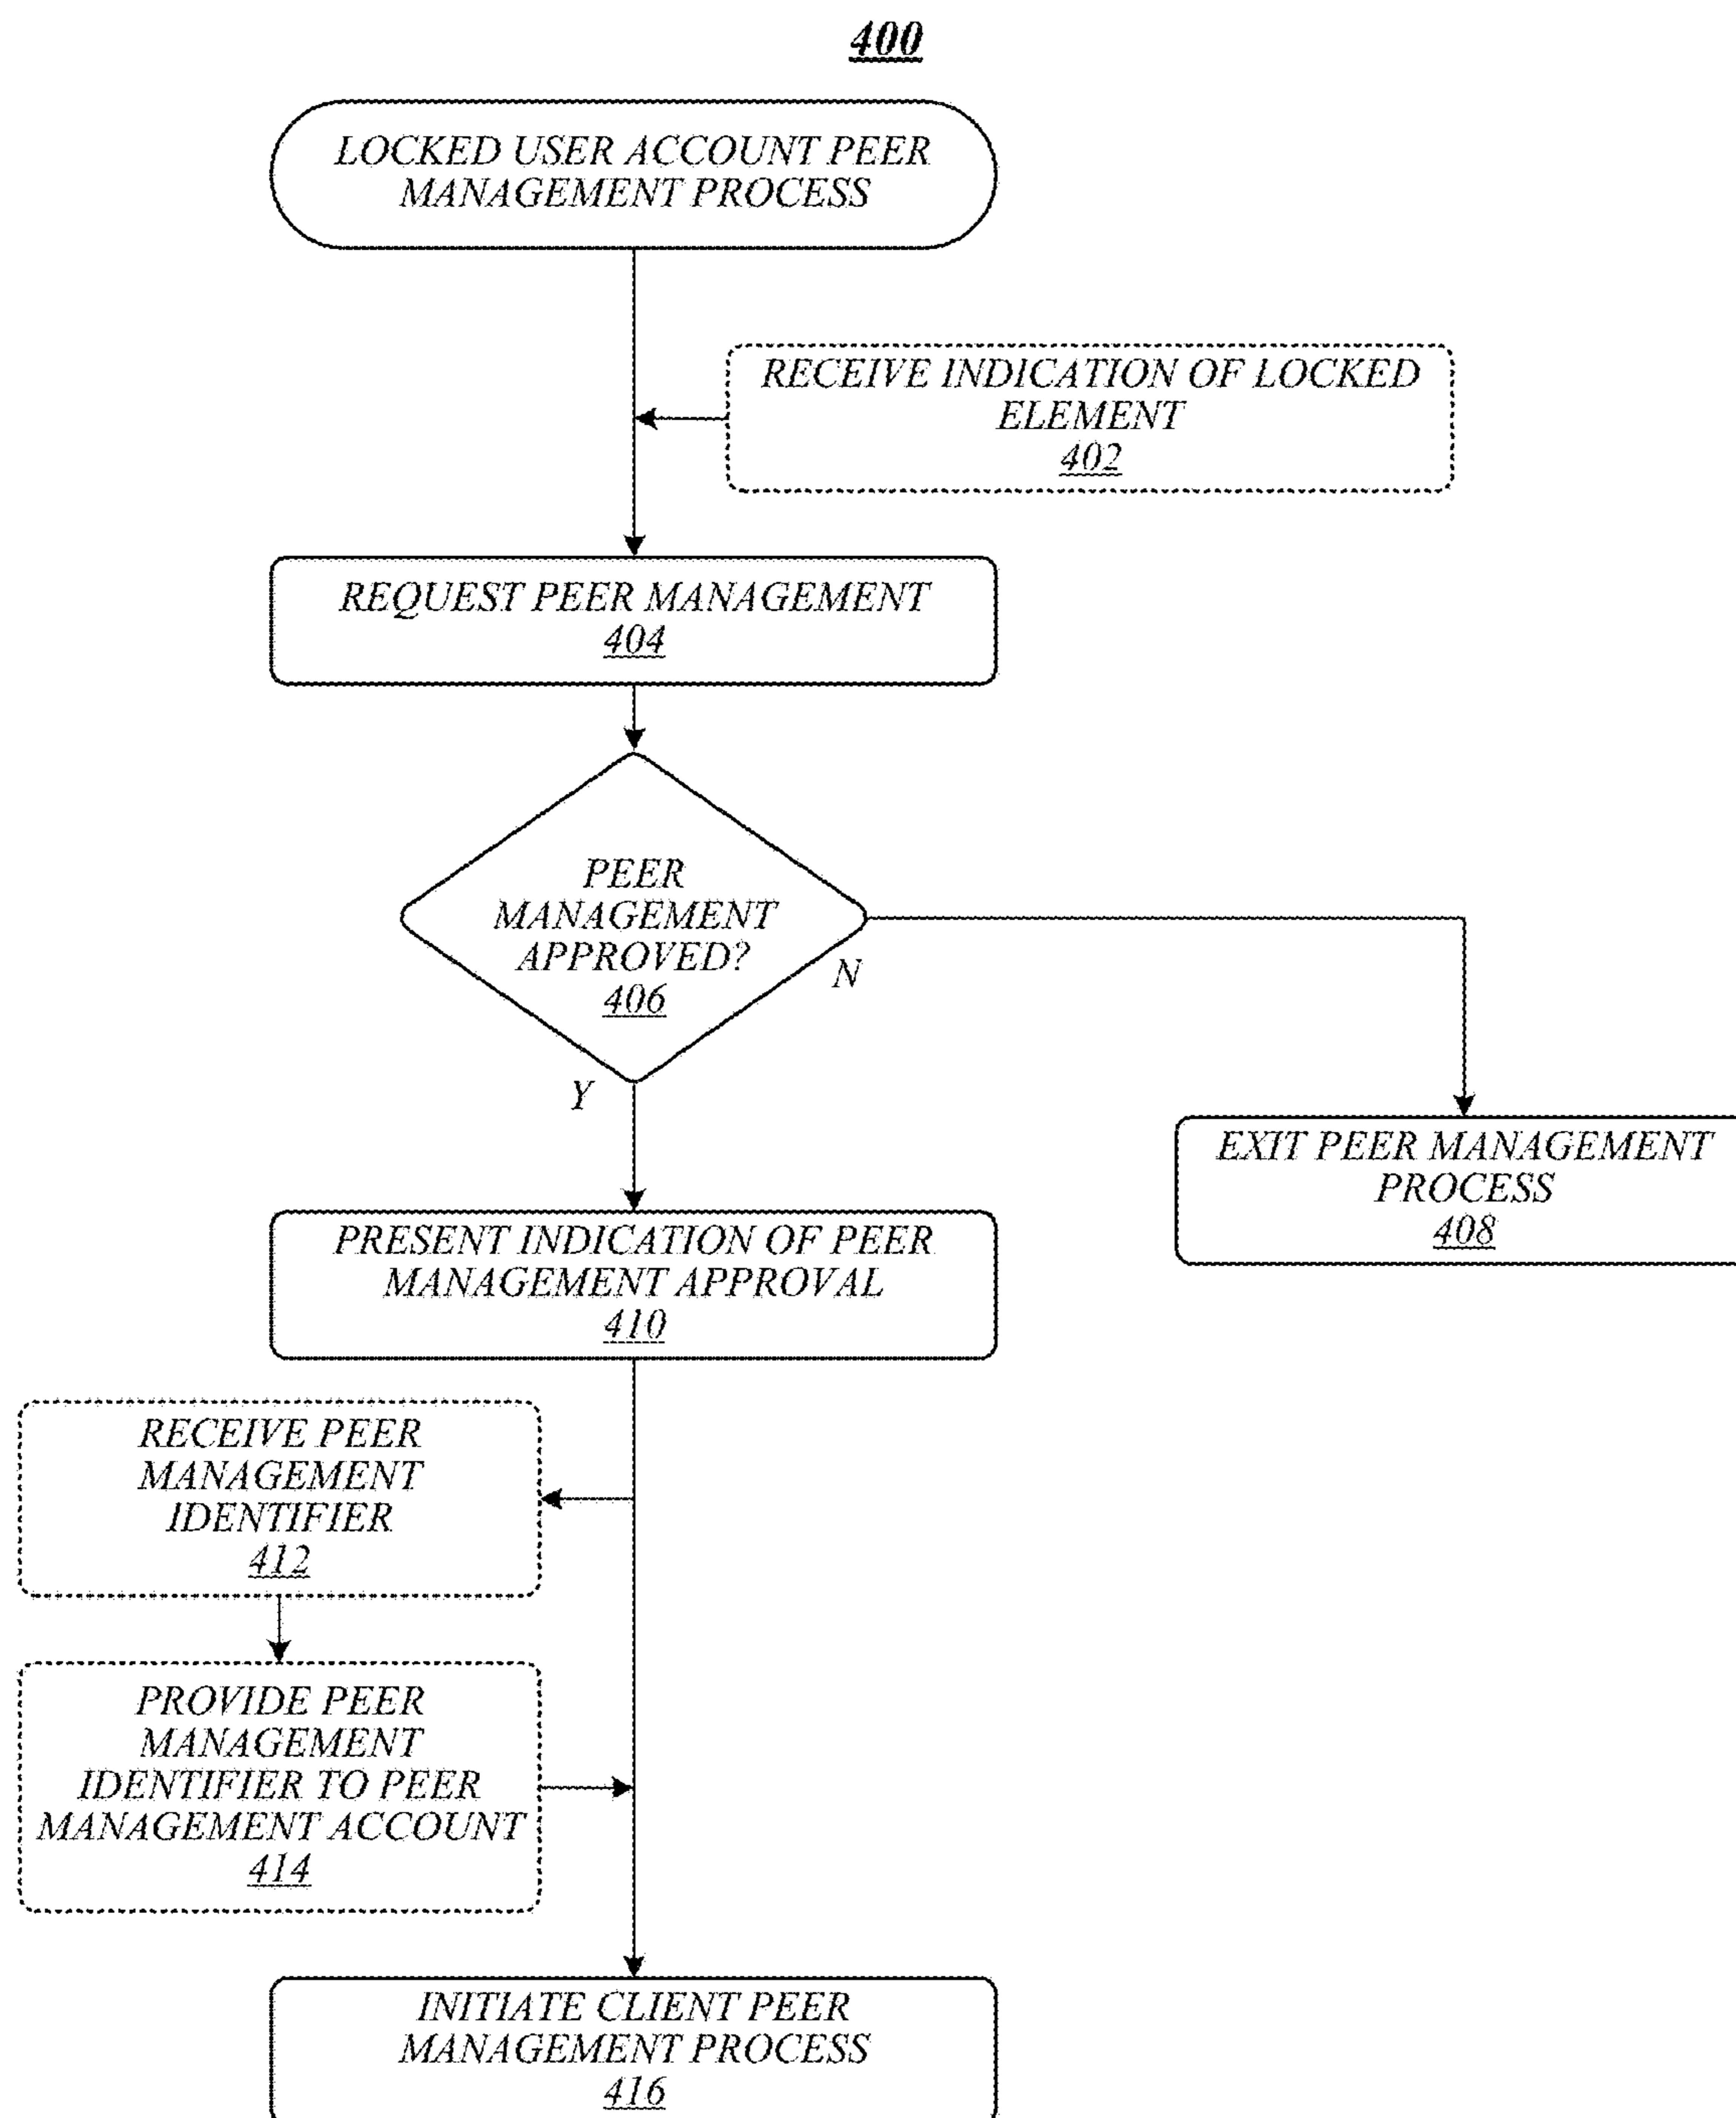 400
LOCKED USER ACCOUNT PEER
MANAGEMENT PROCESS
RECEIVE INDICATION OF LOCKED
ELEMENT
402
REQUEST PEER MANAGEMENT
404
PEER
MANAGEMENT
APPROVED?
406
N
Y
EXIT PEER MANAGEMENT
PROCESS
408
PRESENT INDICATION OF PEER
MANAGEMENT APPROVAL
410
RECEIVE PEER
MANAGEMENT
IDENTIFIER
412
PROVIDE PEER
MANAGEMENT
IDENTIFIER TO PEER
MANAGEMENT ACCOUNT
414
INITIATE CLIENT PEER
MANAGEMENT PROCESS
416